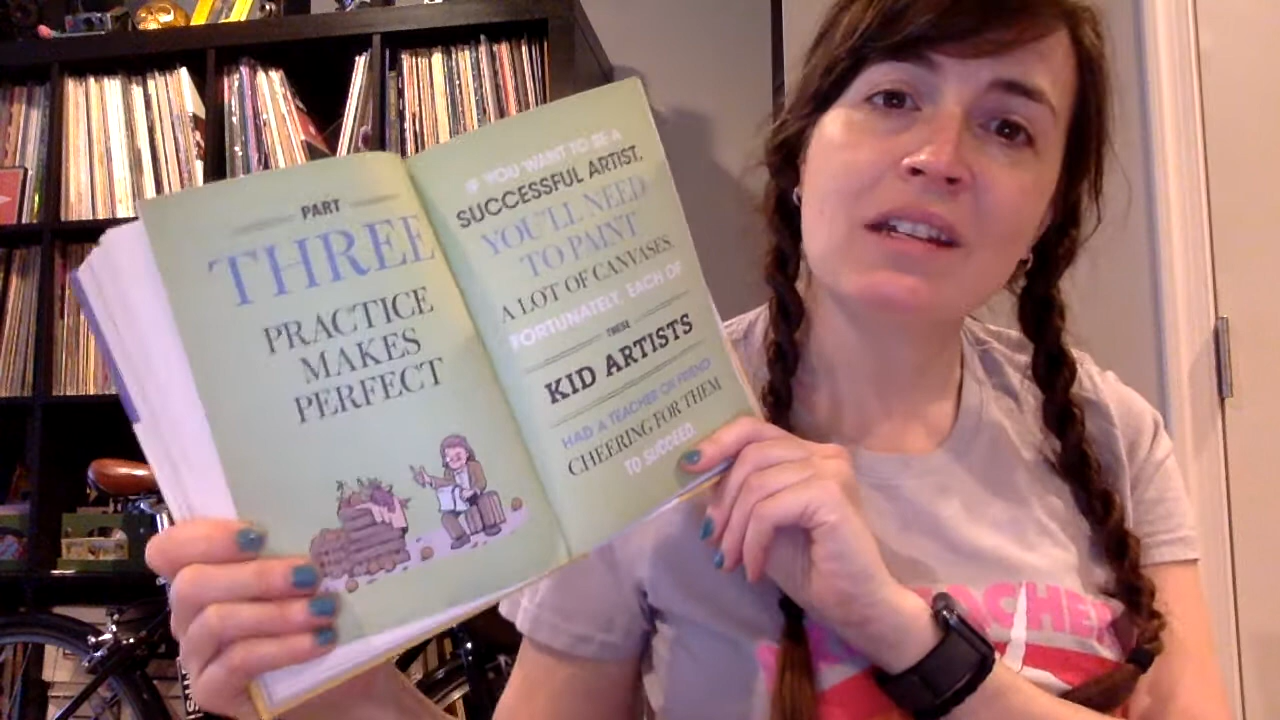 PART
THREE
PRACTICE
MAKES
PERFECT
IF YOU WANT TO BE A
SUCCESSFUL ARTIST,
YOU'LL NEED
TO PAINT
A LOT OF CANVASES.
FORTUNATELY, EACH OF
THESE
KID ARTISTS
HAD A TEACHER OR FRIEND
CHEERING FOR THEM
TO SUCCEED.